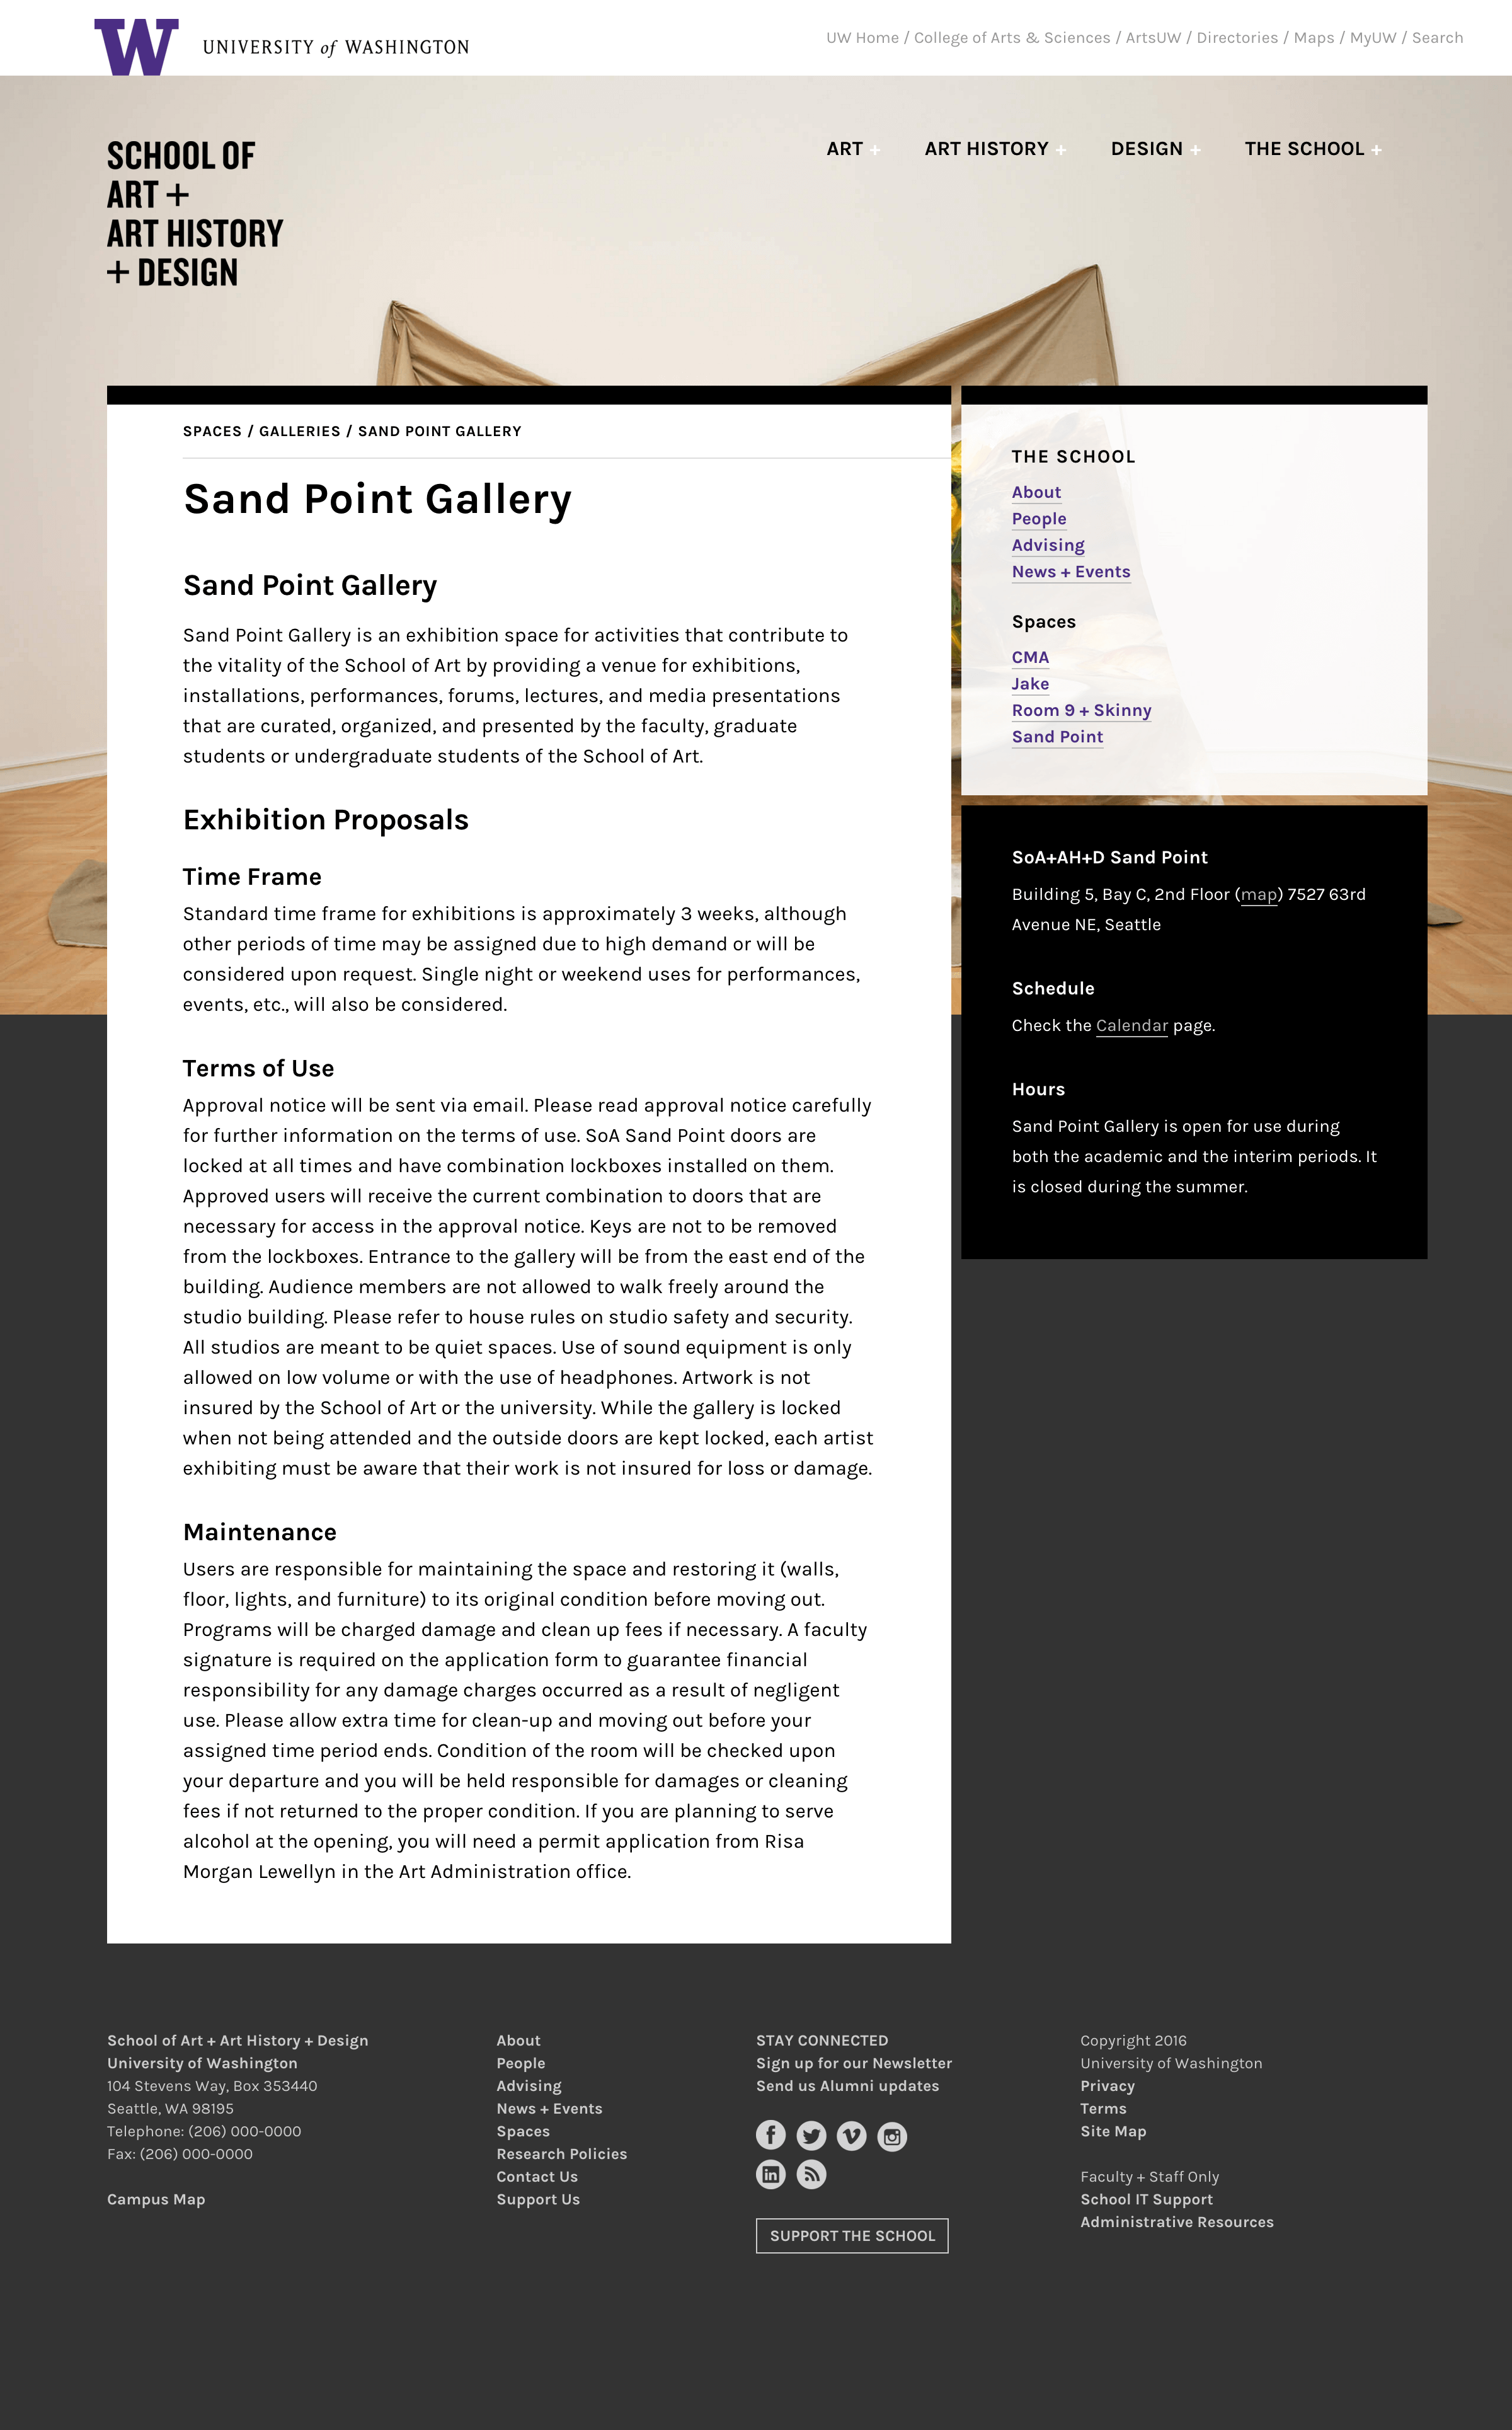 W
UNIVERSITY of WASHINGTON
UW Home / College of Arts & Sciences / ArtsUW / Directories / Maps / MyUW / Search
SCHOOL OF
ART +
ART HISTORY
+ DESIGN
ART +
ART HISTORY +
DESIGN +
THE SCHOOL +
SPACES / GALLERIES / SAND POINT GALLERY
Sand Point Gallery
Sand Point Gallery
Sand Point Gallery is an exhibition space for activities that contribute to
the vitality of the School of Art by providing a venue for exhibitions,
installations, performances, forums, lectures, and media presentations
that are curated, organized, and presented by the faculty, graduate
students or undergraduate students of the School of Art.
Exhibition Proposals
Time Frame
Standard time frame for exhibitions is approximately 3 weeks, although
other periods of time may be assigned due to high demand or will be
considered upon request. Single night or weekend uses for performances,
events, etc., will also be considered.
Terms of Use
Approval notice will be sent via email. Please read approval notice carefully
for further information on the terms of use. SoA Sand Point doors are
locked at all times and have combination lockboxes installed on them.
Approved users will receive the current combination to doors that are
necessary for access in the approval notice. Keys are not to be removed
from the lockboxes. Entrance to the gallery will be from the east end of the
building. Audience members are not allowed to walk freely around the
studio building. Please refer to house rules on studio safety and security.
All studios are meant to be quiet spaces. Use of sound equipment is only
allowed on low volume or with the use of headphones. Artwork is not
insured by the School of Art or the university. While the gallery is locked
when not being attended and the outside doors are kept locked, each artist
exhibiting must be aware that their work is not insured for loss or damage.
Maintenance
Users are responsible for maintaining the space and restoring it (walls,
floor, lights, and furniture) to its original condition before moving out.
Programs will be charged damage and clean up fees if necessary. A faculty
signature is required on the application form to guarantee financial
responsibility for any damage charges occurred as a result of negligent
use. Please allow extra time for clean-up and moving out before your
assigned time period ends. Condition of the room will be checked upon
your departure and you will be held responsible for damages or cleaning
fees if not returned to the proper condition. If you are planning to serve
alcohol at the opening, you will need a permit application from Risa
Morgan Lewellyn in the Art Administration office.
THE SCHOOL
About
People
Advising
News + Events
Spaces
CMA
Jake
Room 9 + Skinny
Sand Point
SoA+AH+D Sand Point
Building 5, Bay C, 2nd Floor (map) 7527 63rd
Avenue NE, Seattle
Schedule
Check the Calendar page.
Hours
Sand Point Gallery is open for use during
both the academic and the interim periods. It
is closed during the summer.
School of Art + Art History + Design
University of Washington
104 Stevens Way, Box 353440
Seattle, WA 98195
Telephone: (206) 000-0000
Fax: (206) 000-0000
Campus Map
About
People
Advising
News + Events
Spaces
Research Policies
Contact Us
Support Us
STAY CONNECTED
Sign up for our Newsletter
Send us Alumni updates
SUPPORT THE SCHOOL
Copyright 2016
University of Washington
Privacy
Terms
Site Map
Faculty + Staff Only
School IT Support
Administrative Resources